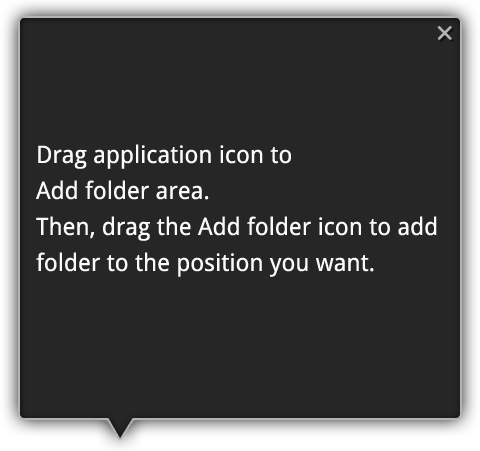 Drag application icon to
Add folder area.
Then, drag the Add folder icon to add
folder to the position you want.